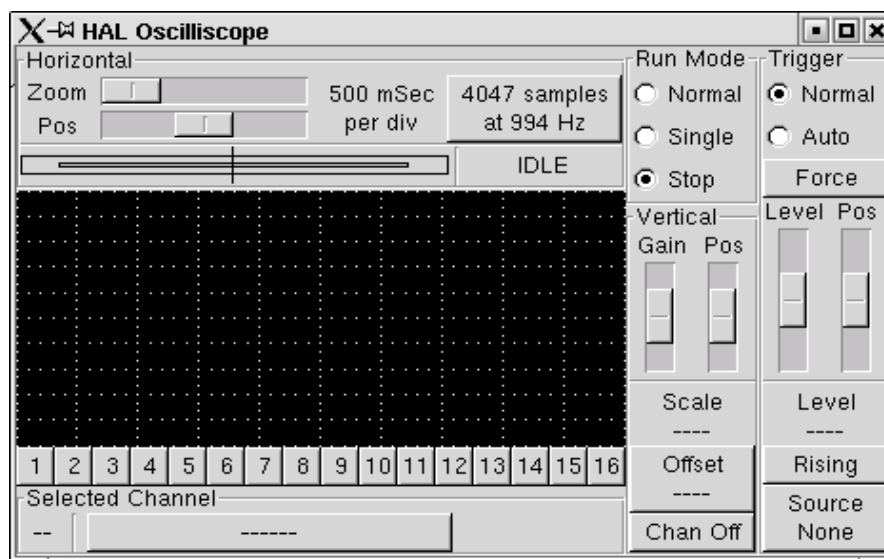 HAL Oscilliscope
Horizontal
Zoom
Pos
500 mSec
per div
4047 samples
at 994 Hz
IDLE
Run Mode
Normal
Single
Stop
Trigger
Normal
Auto
Force
Level Pos
Vertical
Gain Pos
Scale
----
Offset
----
Chan Off
Level
----
Rising
Source
None
1 2 3 4 5 6 7 8 9 10 11 12 13 14 15 16
Selected Channel
--
------